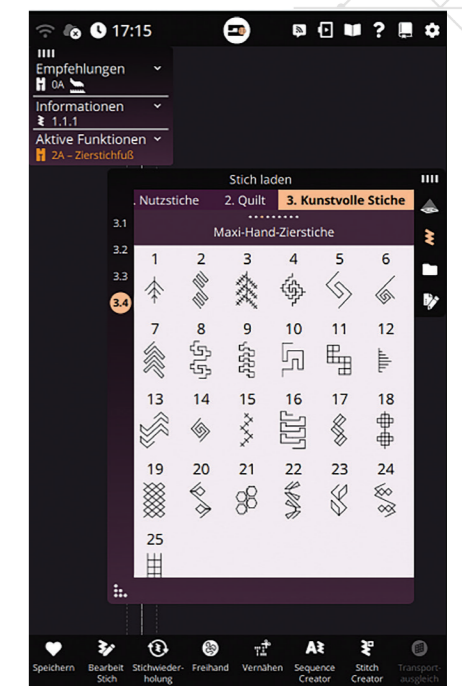 17:15
Empfehlungen
0A
Informationen
1.1.1
Aktive Funktionen
2A – Zierstichfuß
Stich laden
. Nutzstiche 2. Quilt 3. Kunstvolle Stiche
Maxi-Hand-Zierstiche
3.1
3.2
3.3
3.4
1 2 3 4 5 6
7 8 9 10 11 12
13 14 15 16 17 18
19 20 21 22 23 24
25
Speichern Bearbeit Stichwieder- Freihand Vernähen Sequence Stitch Transport-
Stich holung Creator Creator ausgleich